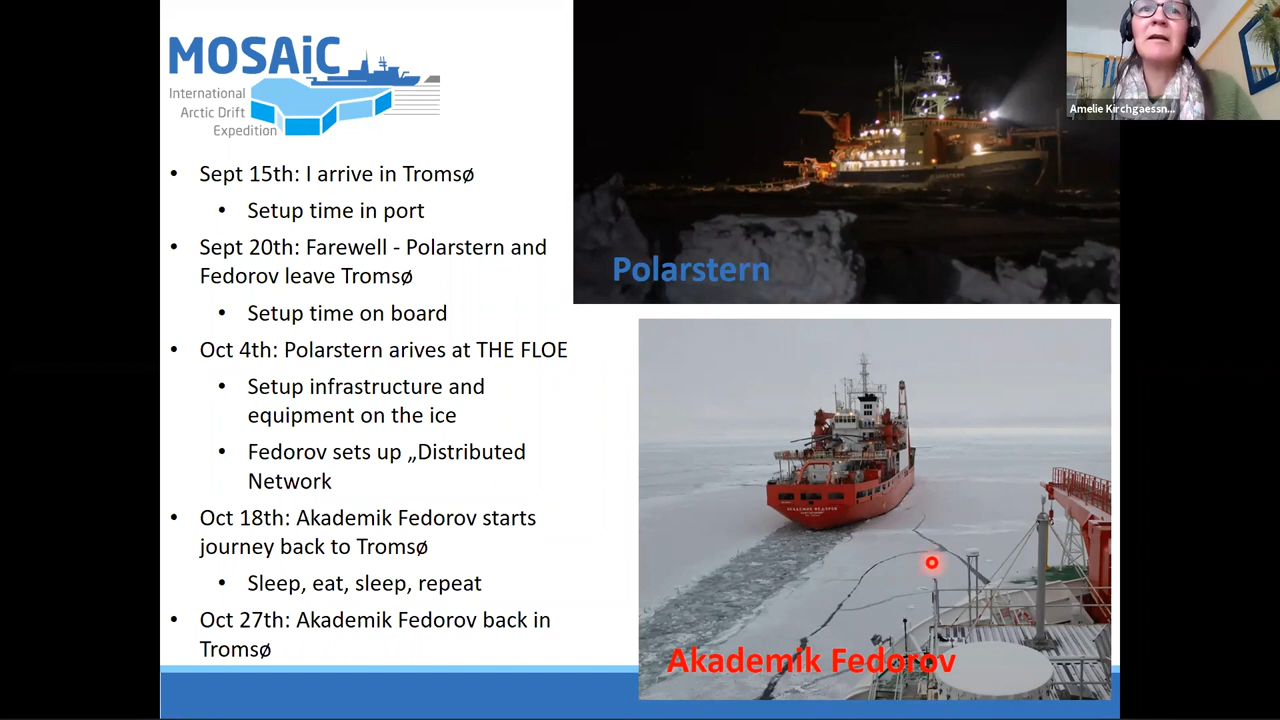 MOSAiC
International
Arctic Drift
Expedition
• Sept 15th: I arrive in Tromsø
• Setup time in port
• Sept 20th: Farewell - Polarstern and
Fedorov leave Tromsø
• Setup time on board
• Oct 4th: Polarstern arives at THE FLOE
• Setup infrastructure and
equipment on the ice
• Fedorov sets up „Distributed
Network
• Oct 18th: Akademik Fedorov starts
journey back to Tromsø
• Sleep, eat, sleep, repeat
• Oct 27th: Akademik Fedorov back in
Tromsø
Polarstern
Akademik Fedorov
Amelie Kirchgaessn...